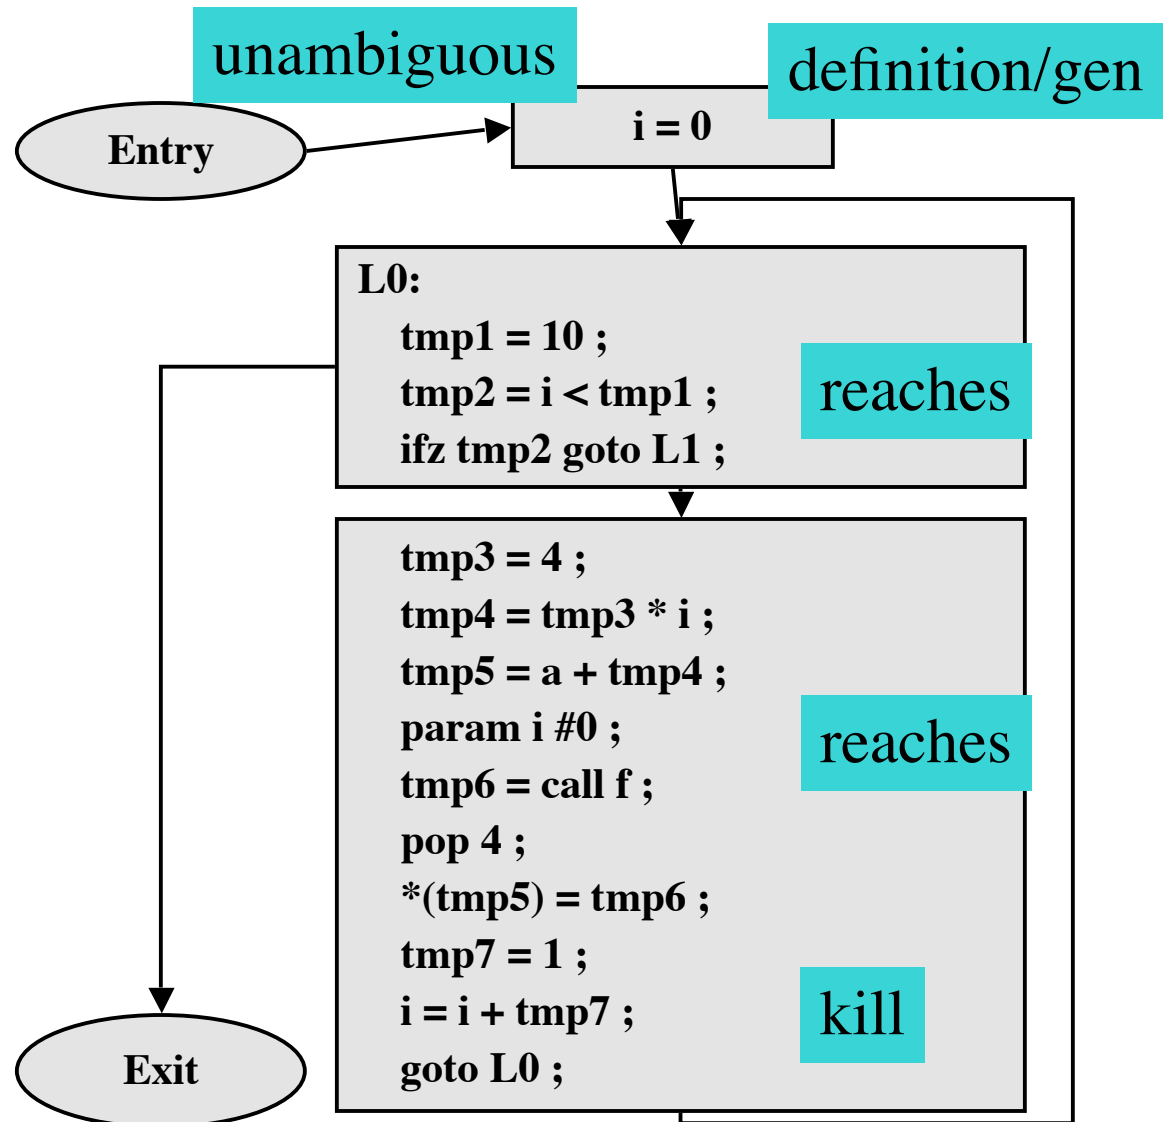 unambiguous
definition/gen
Entry
i = 0
L0:
tmp1 = 10 ;
tmp2 = i < tmp1 ;
reaches
ifz tmp2 goto L1 ;
tmp3 = 4 ;
tmp4 = tmp3 * i ;
tmp5 = a + tmp4 ;
param i #0 ;
reaches
tmp6 = call f ;
pop 4 ;
*(tmp5) = tmp6 ;
tmp7 = 1 ;
i = i + tmp7 ;
kill
goto L0 ;
Exit